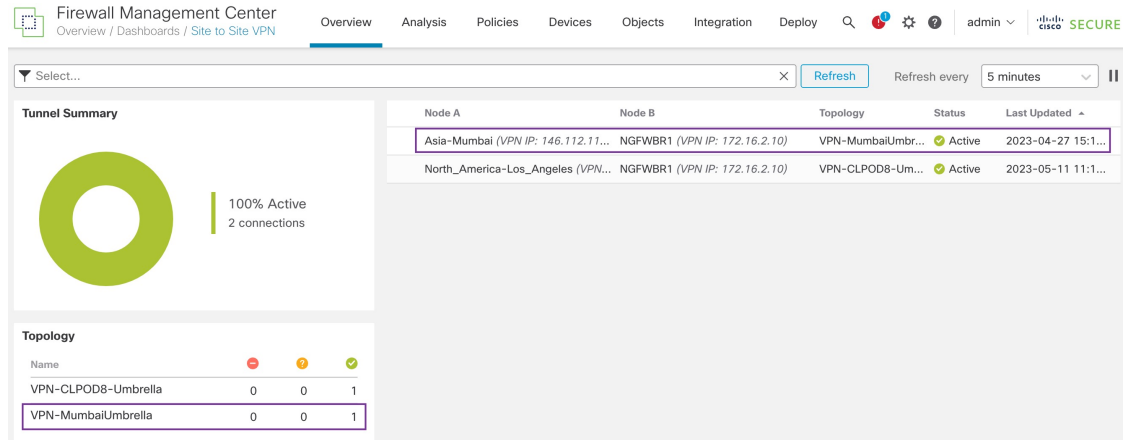 Firewall Management Center
Overview / Dashboards / Site to Site VPN
Overview Analysis Policies Devices Objects Integration Deploy 1 admin cisco SECURE
Select... Refresh Refresh every 5 minutes
Tunnel Summary
100% Active
2 connections
Node A Node B Topology Status Last Updated
Asia-Mumbai (VPN IP: 146.112.11... NGFWBR1 (VPN IP: 172.16.2.10) VPN-MumbaiUmbr... Active 2023-04-27 15:1...
North_America-Los_Angeles (VPN... NGFWBR1 (VPN IP: 172.16.2.10) VPN-CLPOD8-Um... Active 2023-05-11 11:1...
Topology
Name
VPN-CLPOD8-Umbrella 0 0 1
VPN-MumbaiUmbrella 0 0 1